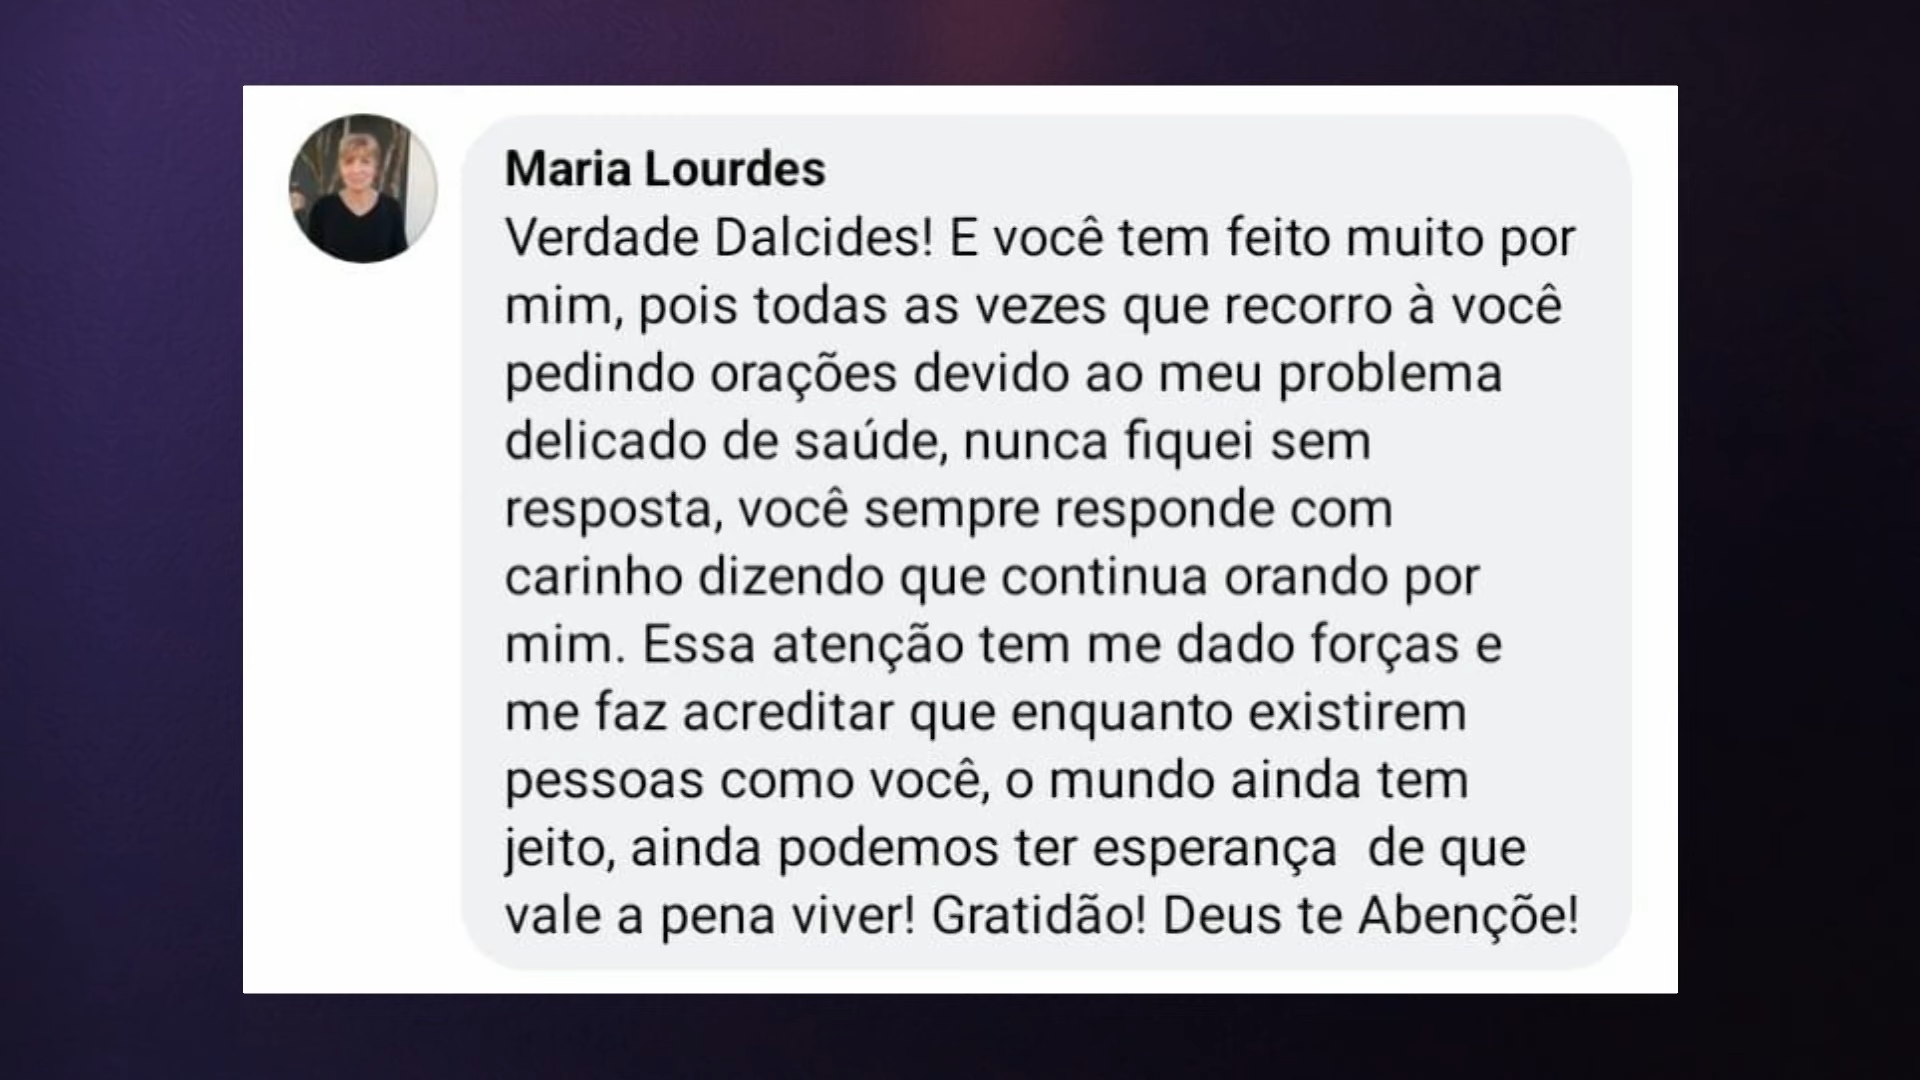 Maria Lourdes
Verdade Dalcides! E você tem feito muito por
mim, pois todas as vezes que recorro à você
pedindo orações devido ao meu problema
delicado de saúde, nunca fiquei sem
resposta, você sempre responde com
carinho dizendo que continua orando por
mim. Essa atenção tem me dado forças e
me faz acreditar que enquanto existirem
pessoas como você, o mundo ainda tem
jeito, ainda podemos ter esperança  de que
vale a pena viver! Gratidão! Deus te Abençõe!